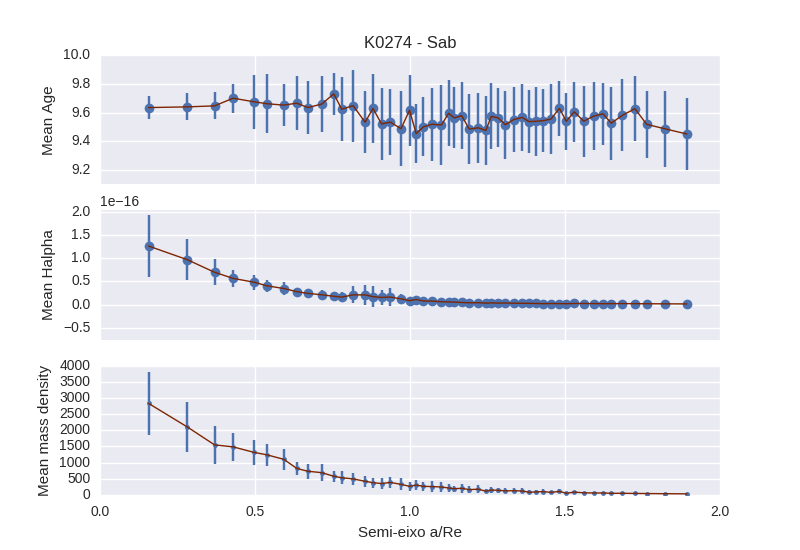 K0274 - Sab
10.0
9.8
9.6
9.4
9.2
Mean Age
1e−16
2.0
1.5
1.0
0.5
0.0
−0.5
Mean Halpha
4000
3500
3000
2500
2000
1500
1000
500
0
Mean mass density
0.0 0.5 1.0 1.5 2.0
Semi-eixo a/Re